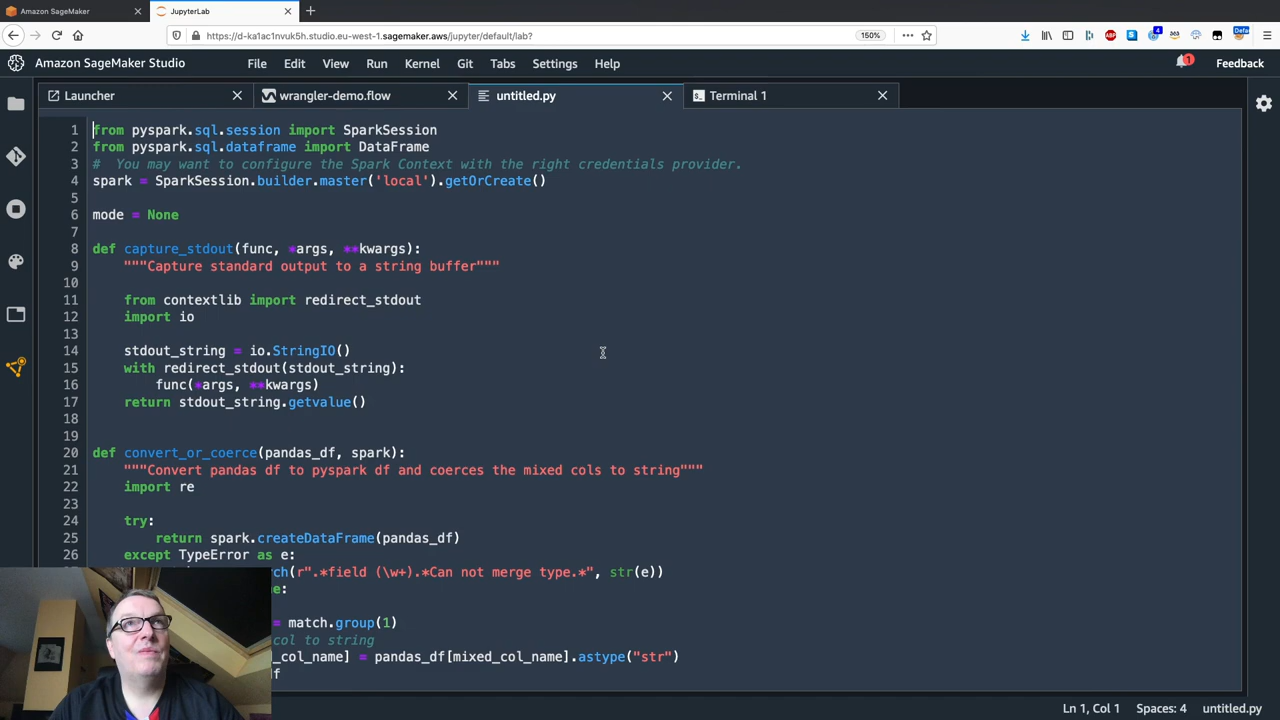 Amazon SageMaker
JupyterLab
https://d-ka1ac1nvuk5h.studio.eu-west-1.sagemaker.aws/jupyter/default/lab?
150%
4
ABP
Defa
Amazon SageMaker Studio
File Edit View Run Kernel Git Tabs Settings Help
1
Feedback
Launcher
wrangler-demo.flow
untitled.py
Terminal 1
1 from pyspark.sql.session import SparkSession
2 from pyspark.sql.dataframe import DataFrame
3 #  You may want to configure the Spark Context with the right credentials provider.
4 spark = SparkSession.builder.master('local').getOrCreate()
5
6 mode = None
7
8 def capture_stdout(func, *args, **kwargs):
9     """Capture standard output to a string buffer"""
10
11     from contextlib import redirect_stdout
12     import io
13
14     stdout_string = io.StringIO()
15     with redirect_stdout(stdout_string):
16         func(*args, **kwargs)
17     return stdout_string.getvalue()
18
19
20 def convert_or_coerce(pandas_df, spark):
21     """Convert pandas df to pyspark df and coerces the mixed cols to string"""
22     import re
23
24     try:
25         return spark.createDataFrame(pandas_df)
26     except TypeError as e:
ch(r".*field (\w+).*Can not merge type.*", str(e))
e:
= match.group(1)
col to string
d_col_name] = pandas_df[mixed_col_name].astype("str")
f
Ln 1, Col 1 Spaces: 4 untitled.py